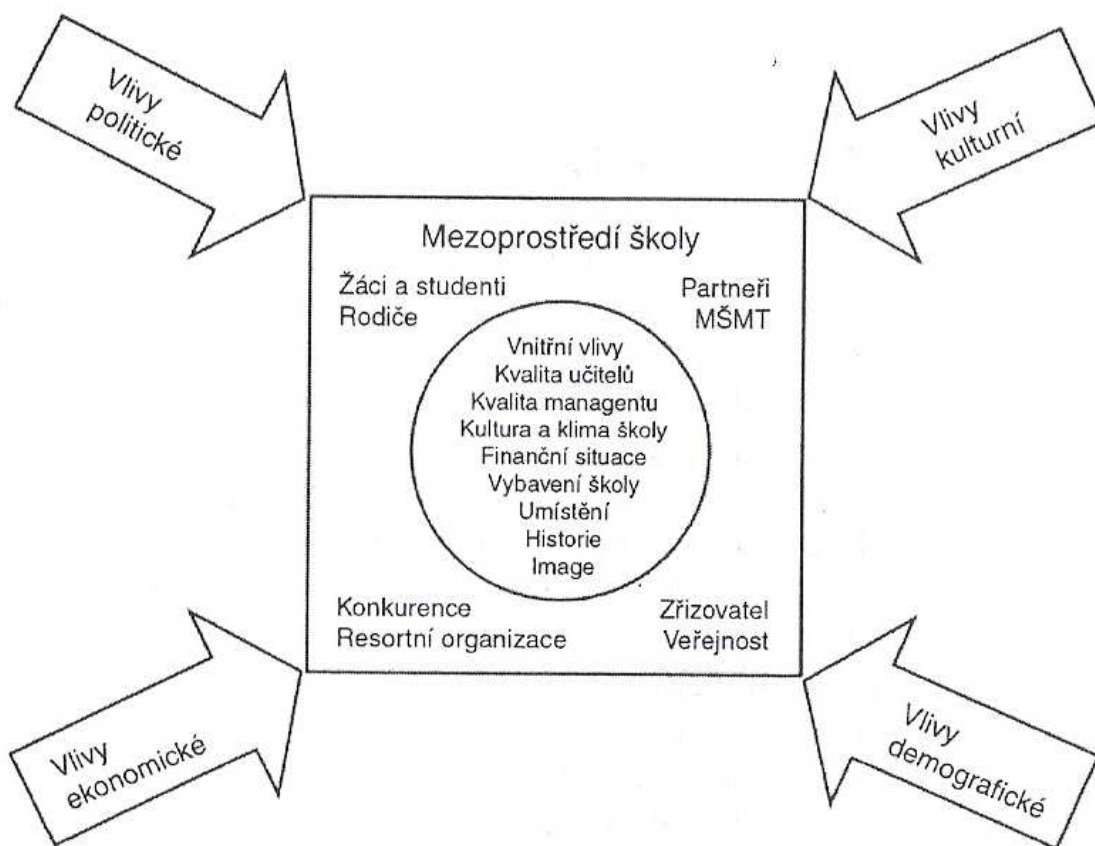 Vlivy
politické
Vlivy
kulturní
Mezoprostředí školy
Žáci a studenti
Rodiče
Partneři
MŠMT
Vnitřní vlivy
Kvalita učitelů
Kvalita managentu
Kultura a klima školy
Finanční situace
Vybavení školy
Umístění
Historie
Image
Konkurence
Resortní organizace
Zřizovatel
Veřejnost
Vlivy
ekonomické
Vlivy
demografické